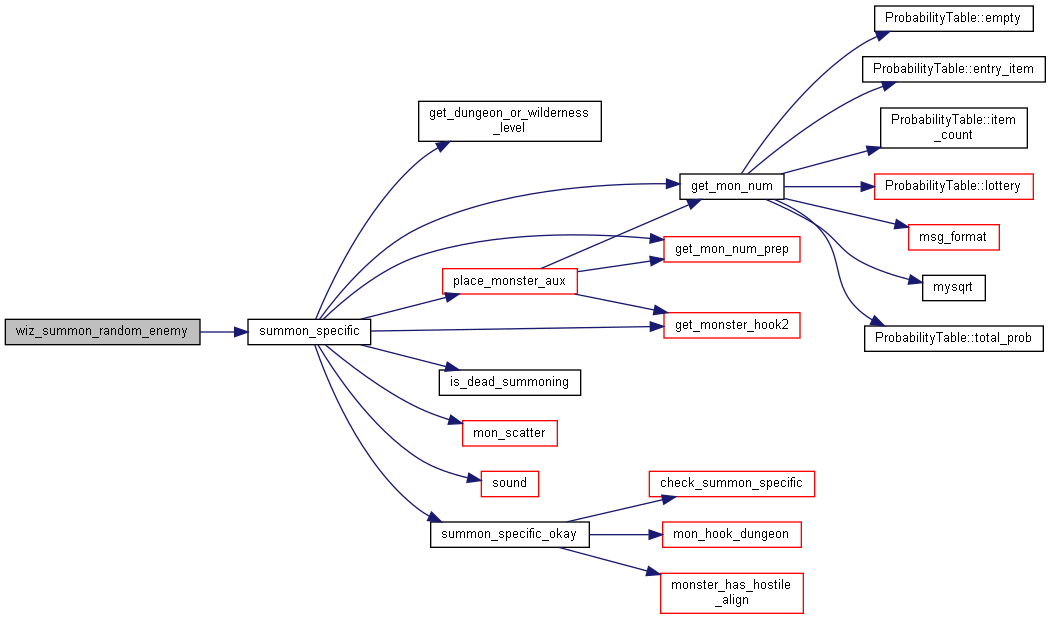 ProbabilityTable::empty
ProbabilityTable::entry_item
get_dungeon_or_wilderness
_level
ProbabilityTable::item
_count
get_mon_num
ProbabilityTable::lottery
msg_format
get_mon_num_prep
place_monster_aux
mysqrt
wiz_summon_random_enemy
summon_specific
get_monster_hook2
ProbabilityTable::total_prob
is_dead_summoning
mon_scatter
sound
check_summon_specific
summon_specific_okay
mon_hook_dungeon
monster_has_hostile
_align